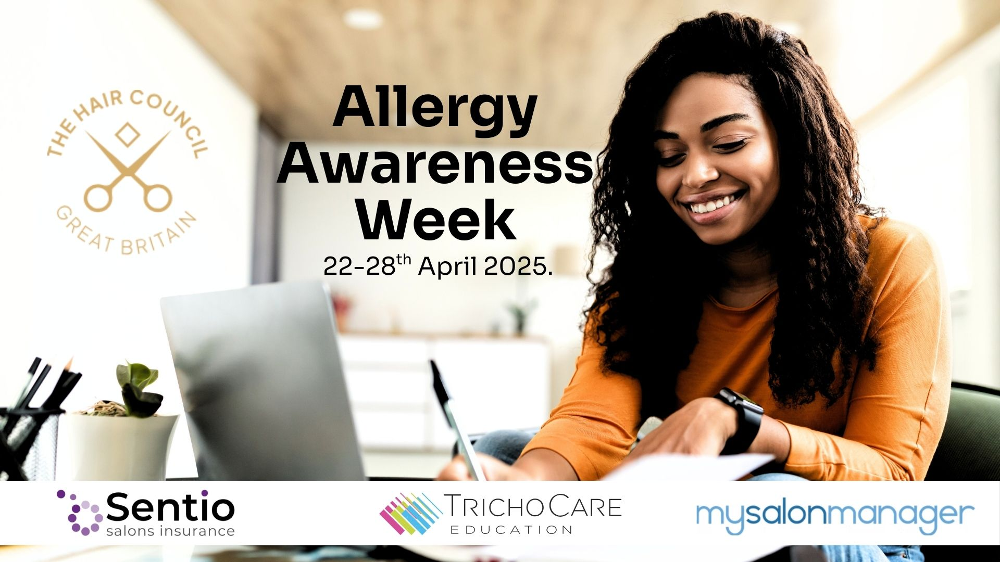 THE HAIR COUNCIL
GREAT BRITAIN
Allergy
Awareness
Week
22-28th April 2025.
Sentio
salons insurance
TRICHOCARE
EDUCATION
mysalonmanager